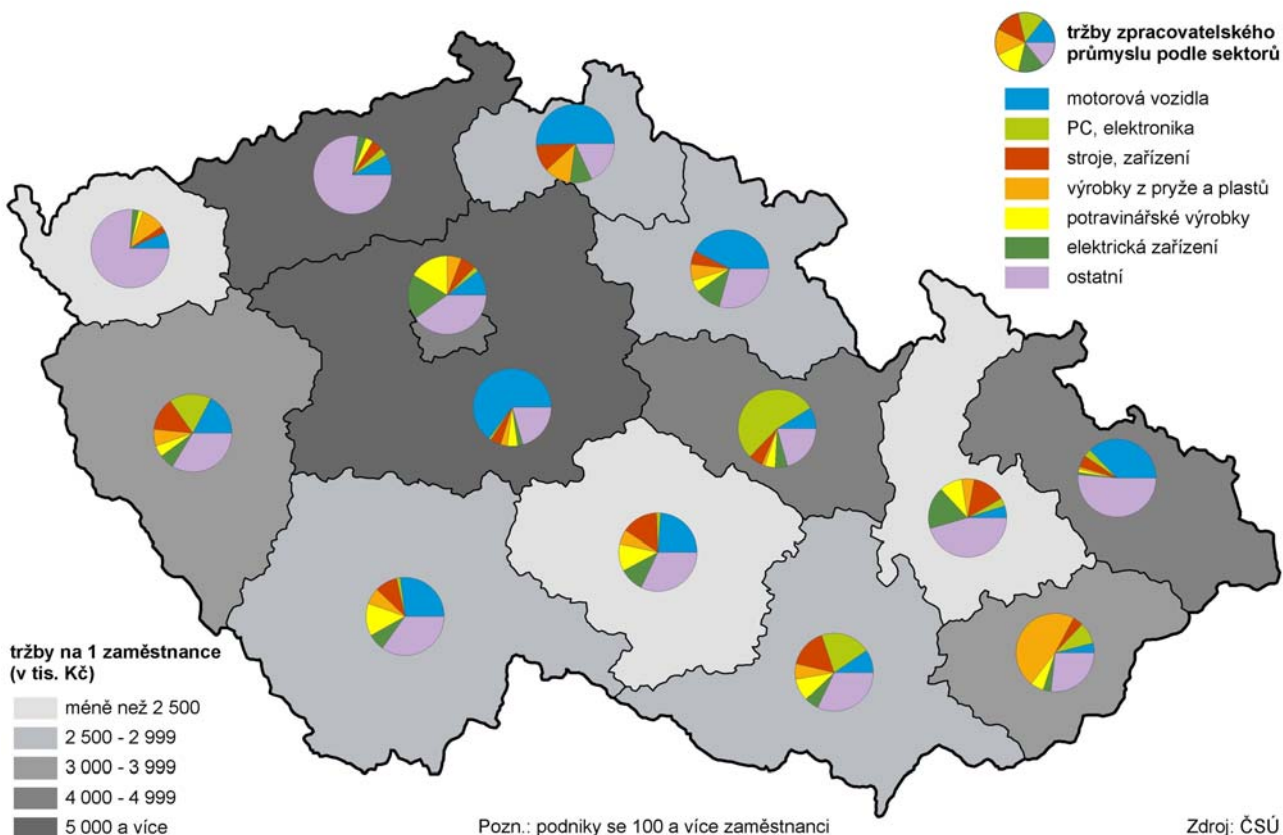 tržby zpracovatelského
průmyslu podle sektorů
motorová vozidla
PC, elektronika
stroje, zařízení
výrobky z pryže a plastů
potravinářské výrobky
elektrická zařízení
ostatní
tržby na 1 zaměstnance
(v tis. Kč)
méně než 2 500
2 500 - 2 999
3 000 - 3 999
4 000 - 4 999
5 000 a více
Pozn.: podniky se 100 a více zaměstnanci
Zdroj: ČSÚ